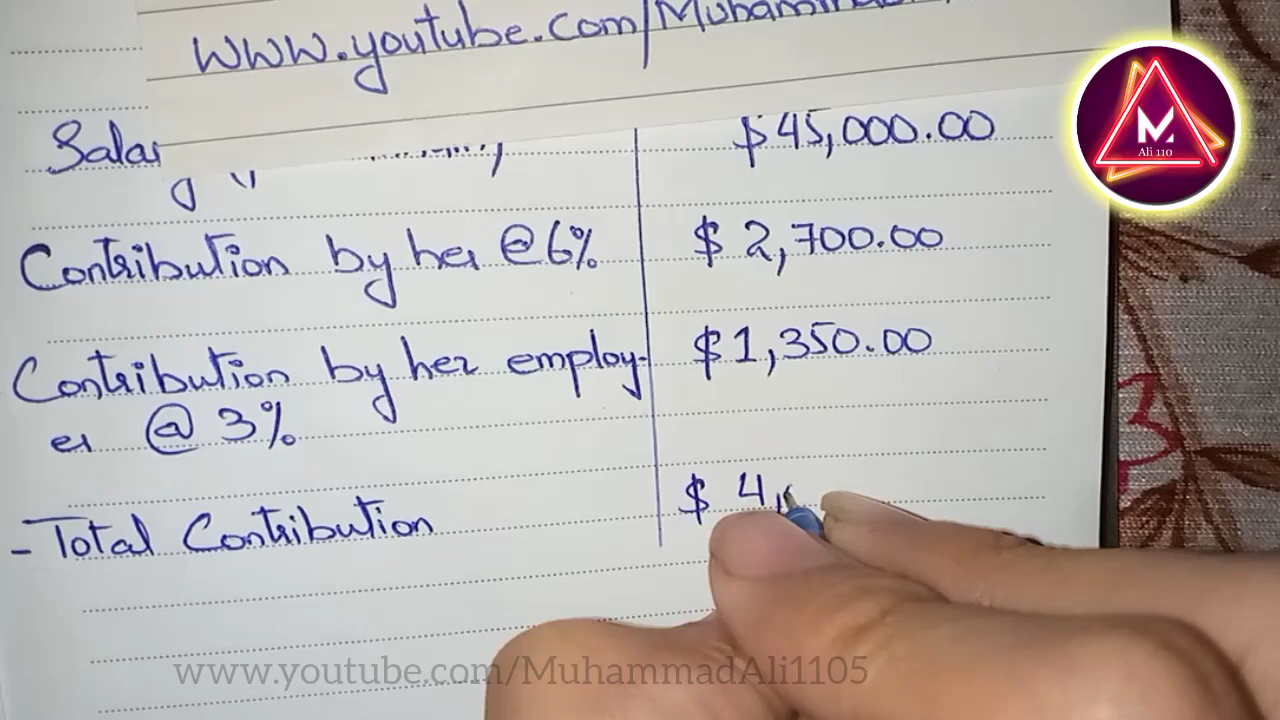 www.youtube.com/Muhammad
$ 45,000.00
Contribution by her @ 6% $ 2,700.00
Contribution by her employ- $ 1,350.00
er @ 3%
- Total Contribution $ 4,
M
Ali 110
www.youtube.com/MuhammadAli1105